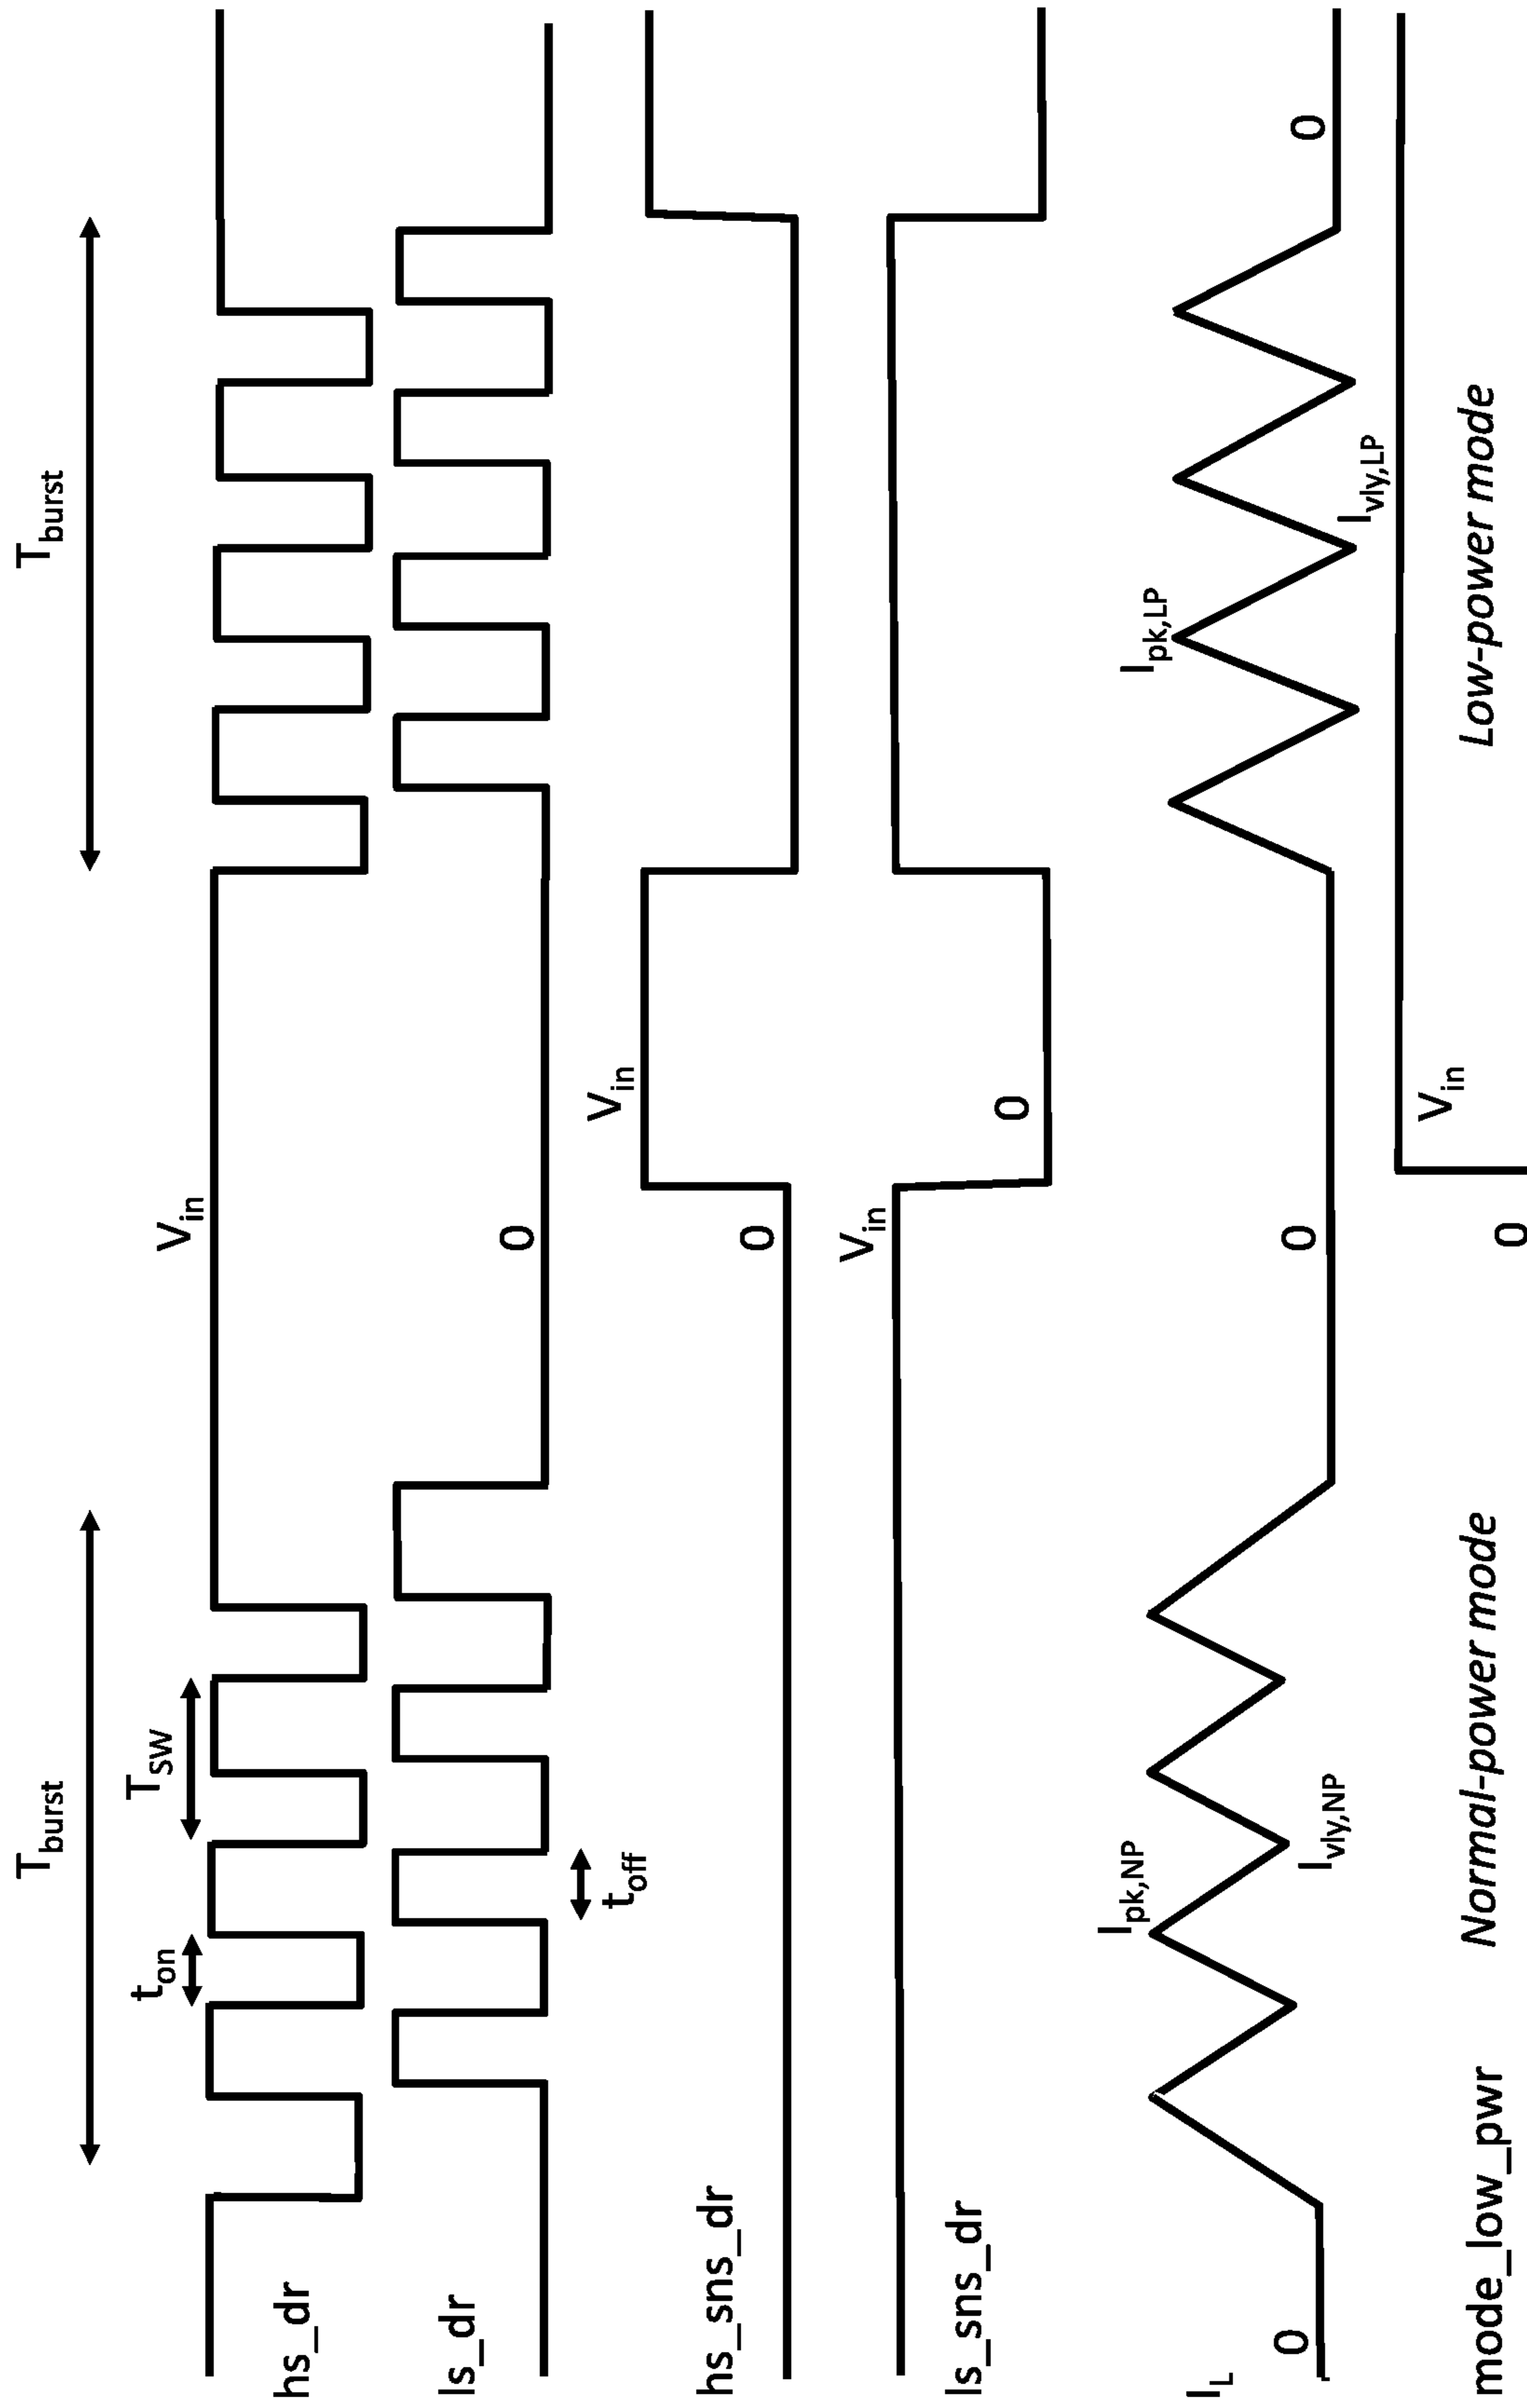 T_burst
T_burst
t_on
T_SW
V_in
hs_dr
ls_dr
0
t_off
V_in
hs_sns_dr
0
V_in
ls_sns_dr
0
I_pk,NP
I_pk,LP
I_L
0
0
0
I_vly,NP
I_vly,LP
V_in
mode_low_pwr
Normal-power mode
0
Low-power mode